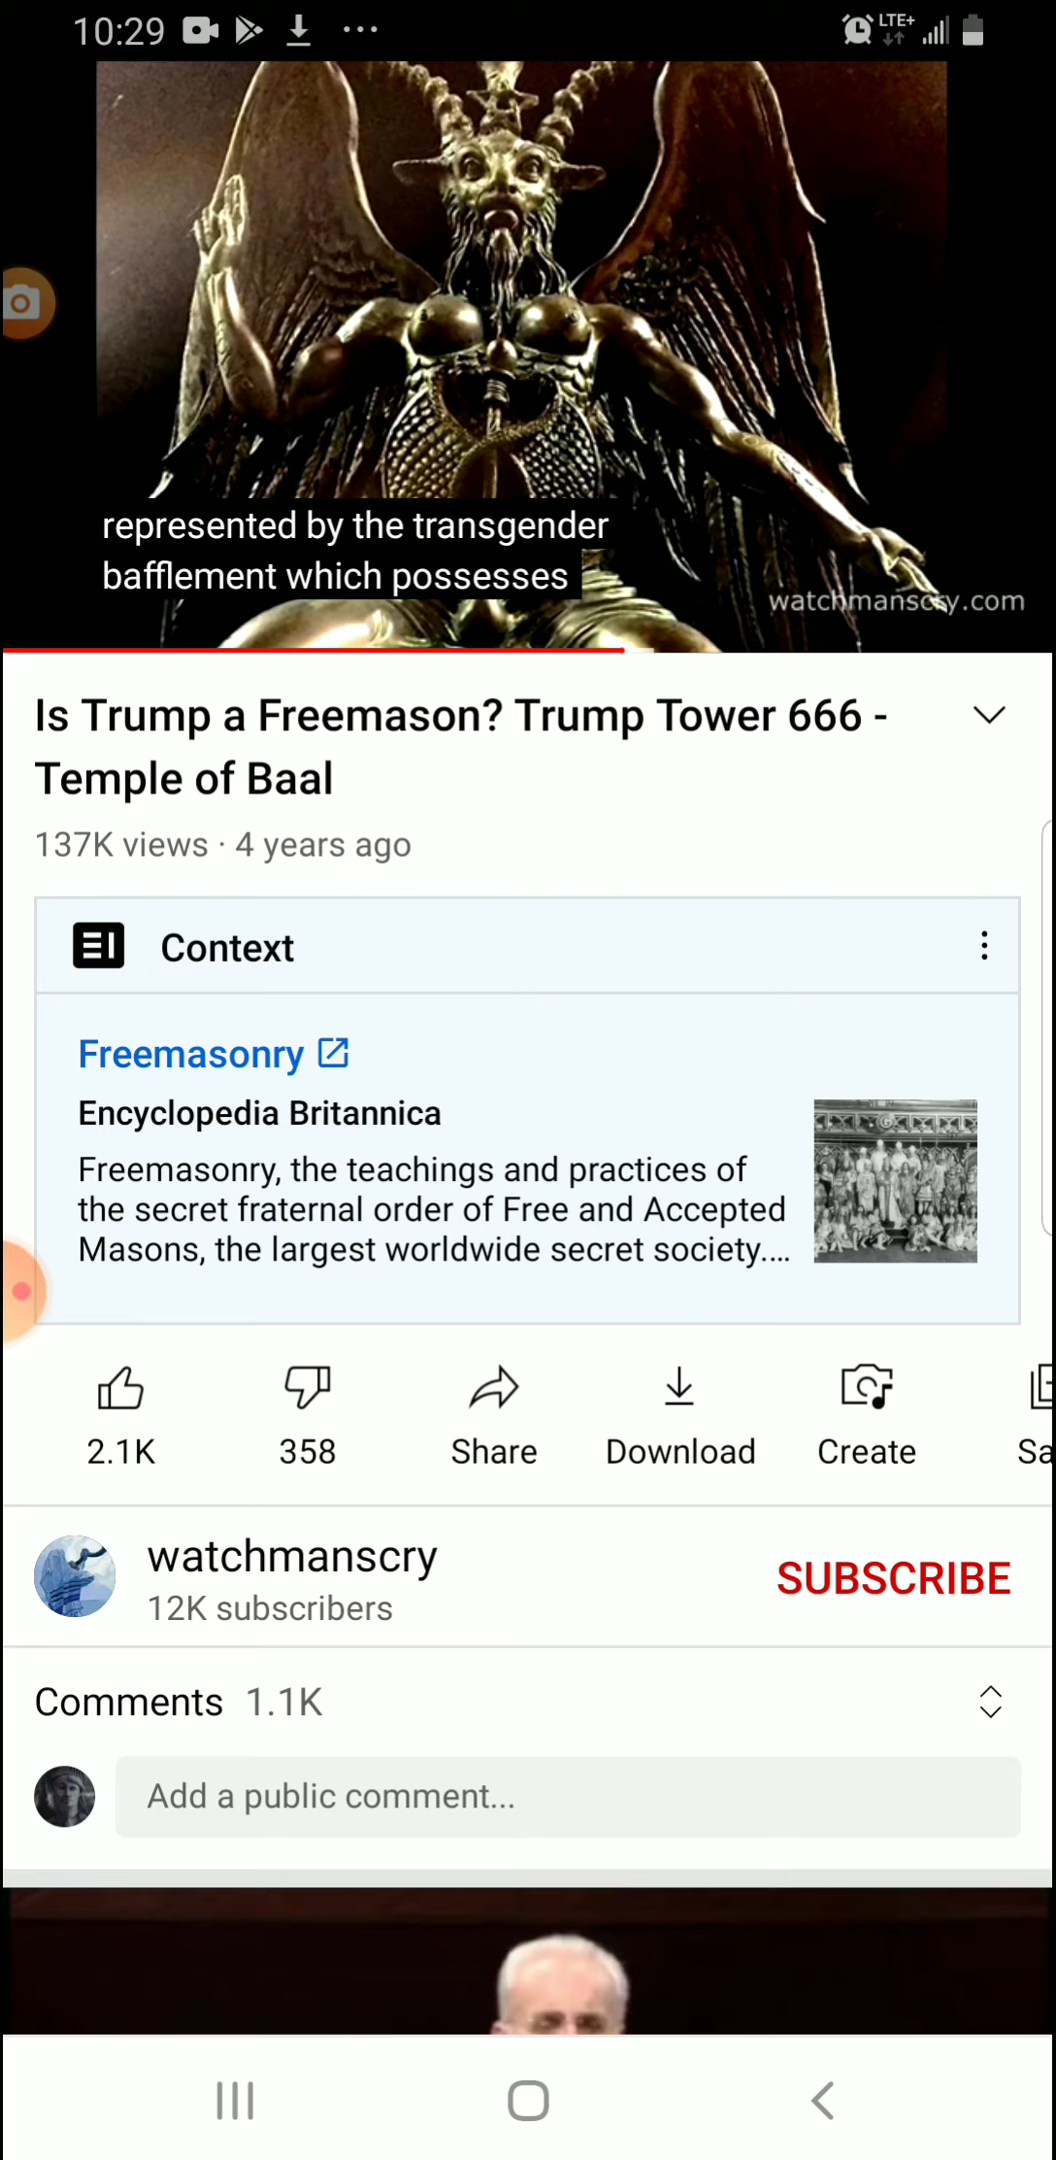 10:29
LTE+
represented by the transgender
bafflement which possesses
watchmanscry.com
Is Trump a Freemason? Trump Tower 666 -
Temple of Baal
137K views · 4 years ago
Context
Freemasonry
Encyclopedia Britannica
Freemasonry, the teachings and practices of
the secret fraternal order of Free and Accepted
Masons, the largest worldwide secret society....
2.1K 358 Share Download Create Sa
watchmanscry
12K subscribers
SUBSCRIBE
Comments 1.1K
Add a public comment...